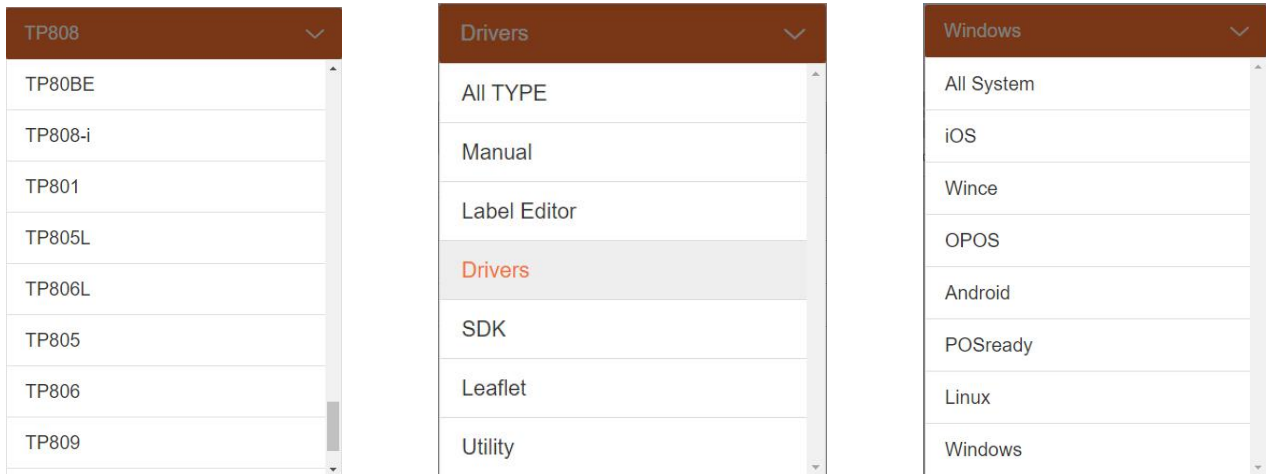 TP808
TP80BE
TP808-i
TP801
TP805L
TP806L
TP805
TP806
TP809
Drivers
All TYPE
Manual
Label Editor
Drivers
SDK
Leaflet
Utility
Windows
All System
iOS
Wince
OPOS
Android
POSready
Linux
Windows